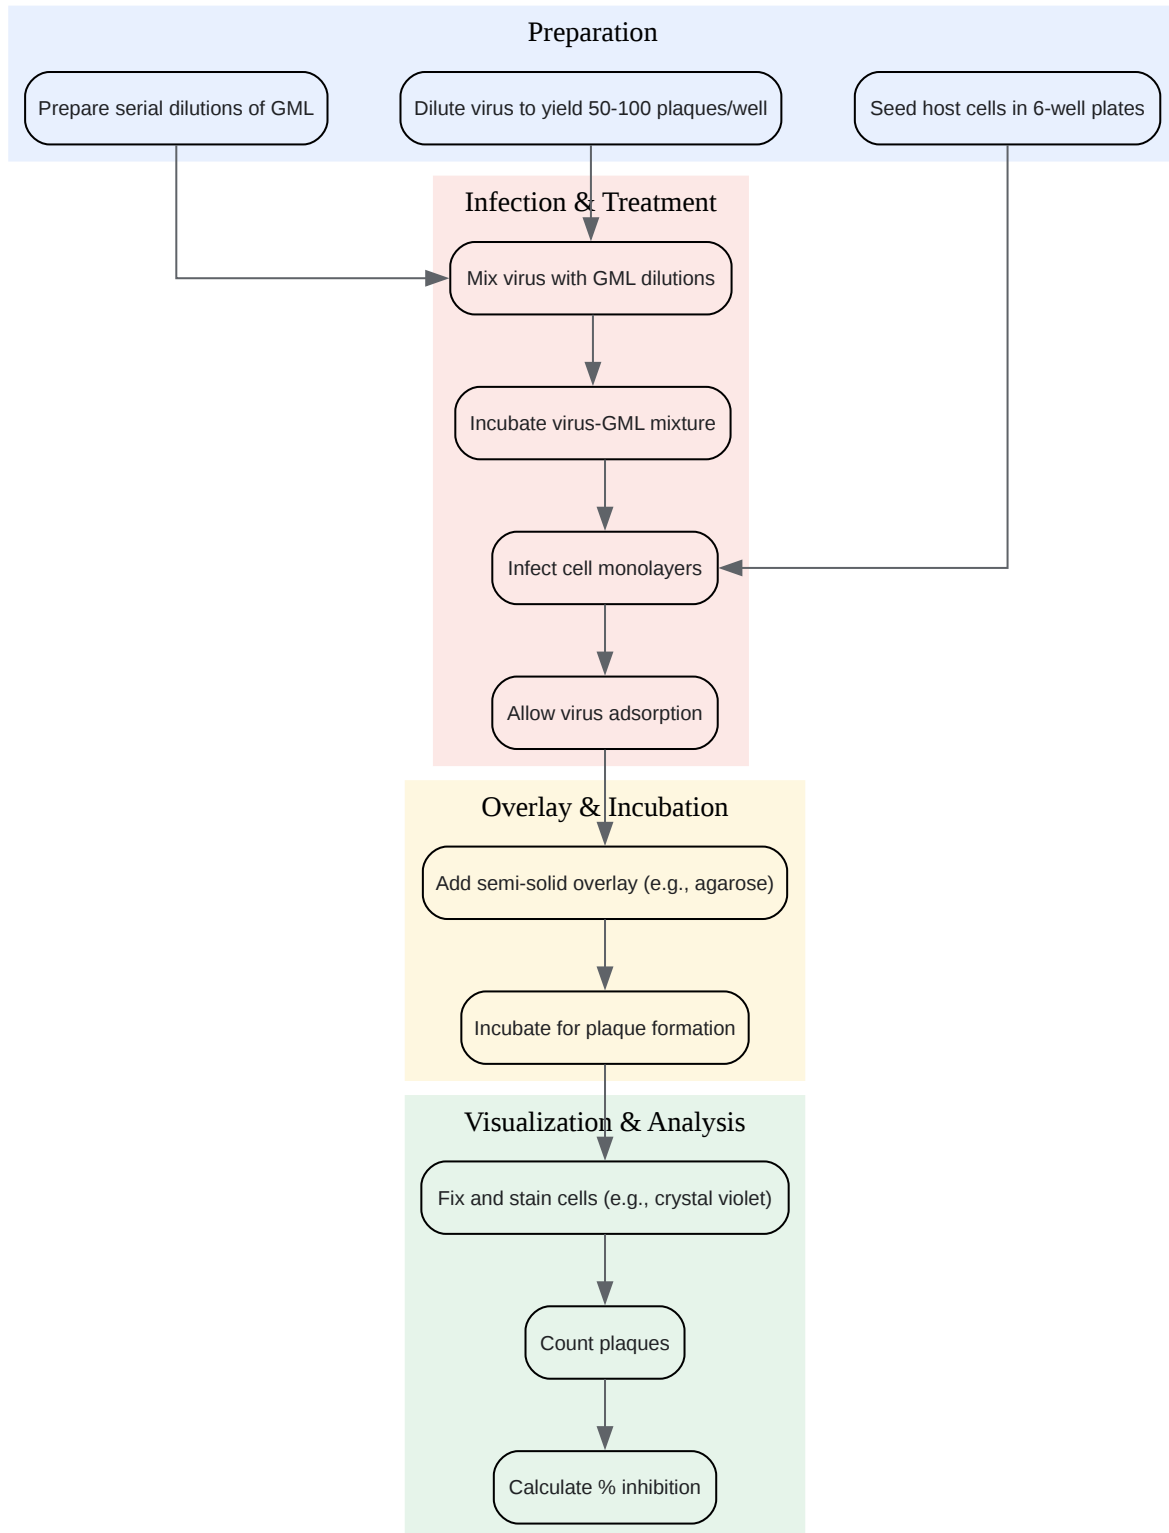 Preparation
Prepare serial dilutions of GML
Dilute virus to yield 50-100 plaques/well
Seed host cells in 6-well plates
Infection & Treatment
Mix virus with GML dilutions
Incubate virus-GML mixture
Infect cell monolayers
Allow virus adsorption
Overlay & Incubation
Add semi-solid overlay (e.g., agarose)
Incubate for plaque formation
Visualization & Analysis
Fix and stain cells (e.g., crystal violet)
Count plaques
Calculate % inhibition